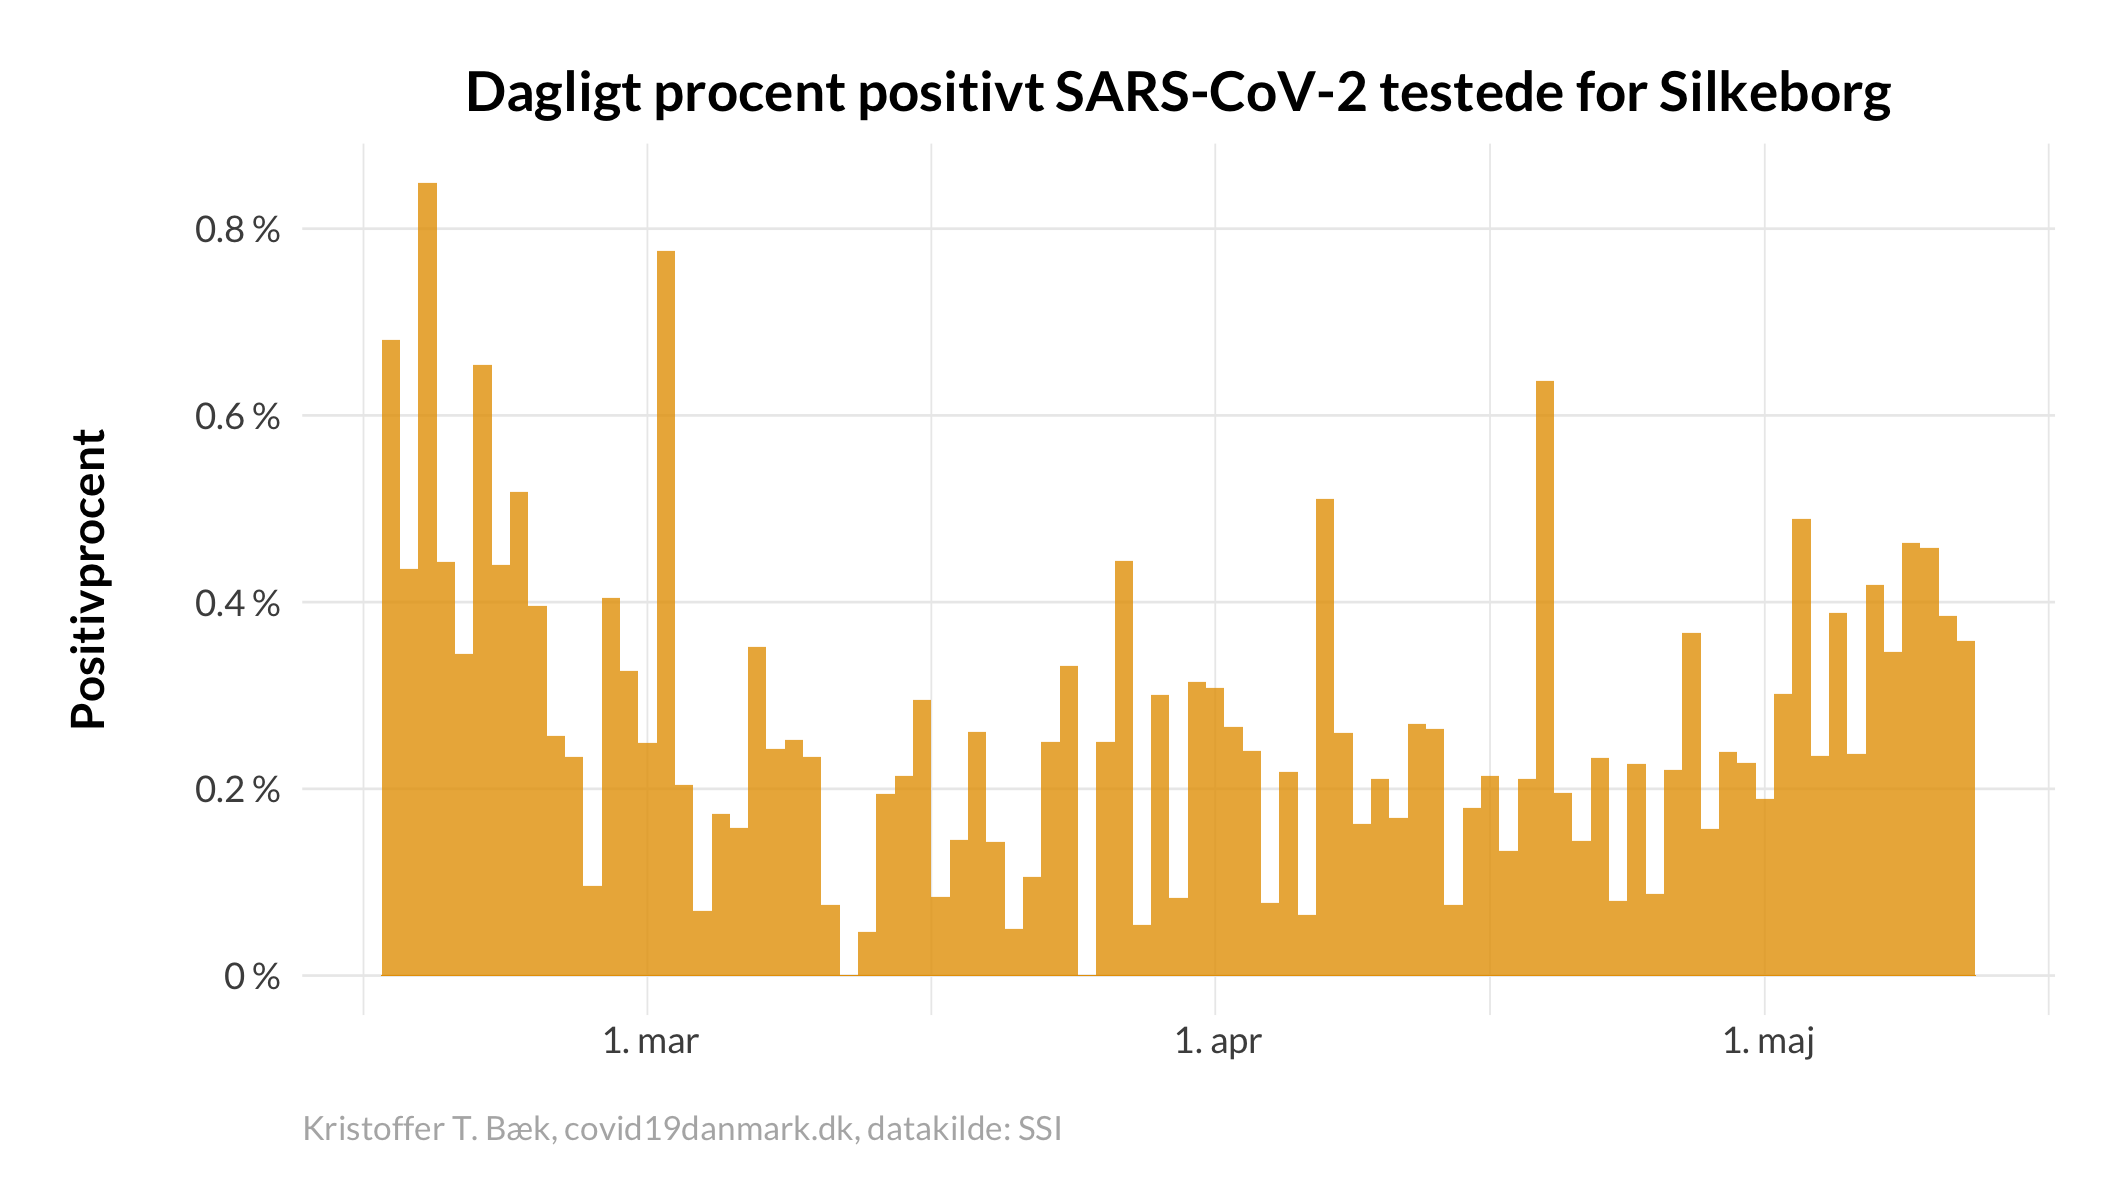 Dagligt procent positivt SARS-CoV-2 testede for Silkeborg
Positivprocent
0.8 %
0.6 %
0.4 %
0.2 %
0 %
1. mar
1. apr
1. maj
Kristoffer T. Bæk, covid19danmark.dk, datakilde: SSI